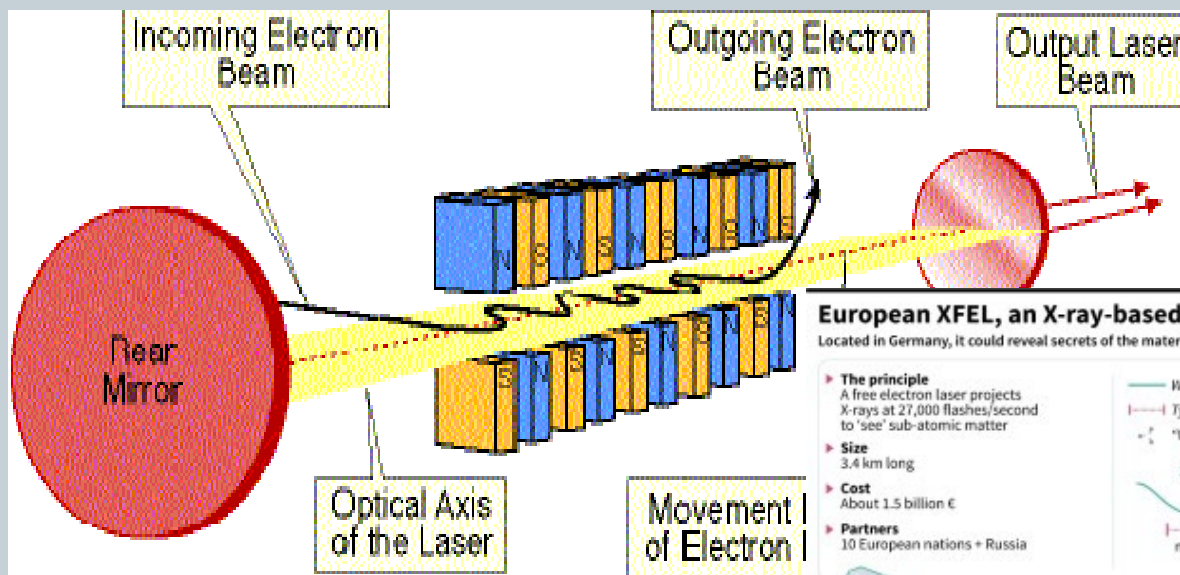 Incoming Electron
Beam
Outgoing Electron
Beam
Output Laser
Beam
N
S
N
S
N
S
N
S
N
S
S
N
S
N
S
N
S
N
S
N
Rear
Mirror
Optical Axis
of the Laser
Movement
of Electron
European XFEL, an X-ray-based
Located in Germany, it could reveal secrets of the mater
The principle
A free electron laser projects
X-rays at 27,000 flashes/second
to 'see' sub-atomic matter
Size
3.4 km long
Cost
About 1.5 billion €
Partners
10 European nations + Russia